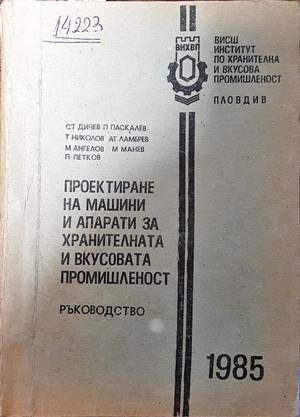 14223
ВИХВП
ВИСШ
ИНСТИТУТ
ПО ХРАНИТЕЛНА
И ВКУСОВА
ПРОМИШЛЕНОСТ
ПЛОВДИВ
СТ ДИЧЕВ П ПАСКАЛЕВ
Т НИКОЛОВ АТ ЛАМБРЕВ
М АНГЕЛОВ М МАНЕВ
П ПЕТКОВ
ПРОЕКТИРАНЕ
НА МАШИНИ
И АПАРАТИ ЗА
ХРАНИТЕЛНАТА
И ВКУСОВАТА
ПРОМИШЛЕНОСТ
РЪКОВОДСТВО
1985